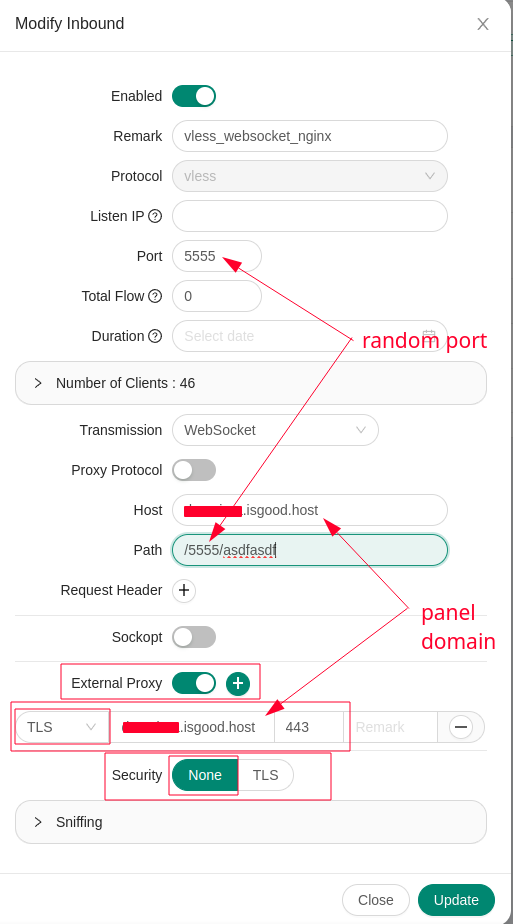 Modify Inbound
Enabled
Remark vless_websocket_nginx
Protocol vless
Listen IP
Port 5555
Total Flow 0
Duration Select date
random port
Number of Clients : 46
Transmission WebSocket
Proxy Protocol
Host .isgood.host
Path /5555/asdfasdf
Request Header
panel
domain
Sockopt
External Proxy
TLS .isgood.host 443 Remark
Security None TLS
Sniffing
Close Update